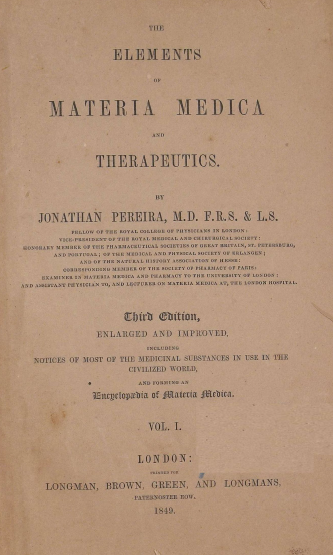 THE
ELEMENTS
OF
MATERIA MEDICA
AND
THERAPEUTICS.
BY
JONATHAN PEREIRA, M.D. F.R.S. & L.S.
FELLOW OF THE ROYAL COLLEGE OF PHYSICIANS IN LONDON:
VICE-PRESIDENT OF THE ROYAL MEDICAL AND CHIRURGICAL SOCIETY:
HONORARY MEMBER OF THE PHARMACEUTICAL SOCIETIES OF GREAT BRITAIN, ST. PETERSBURG,
AND PORTUGAL; OF THE MEDICAL AND PHYSICAL SOCIETY OF ERLANGEN;
AND OF THE NATURAL HISTORY ASSOCIATION OF HESSE:
CORRESPONDING MEMBER OF THE SOCIETY OF PHARMACY OF PARIS:
EXAMINER IN MATERIA MEDICA AND PHARMACY TO THE UNIVERSITY OF LONDON:
AND ASSISTANT PHYSICIAN TO, AND LECTURER ON MATERIA MEDICA AT, THE LONDON HOSPITAL.
Third Edition,
ENLARGED AND IMPROVED,
INCLUDING
NOTICES OF MOST OF THE MEDICINAL SUBSTANCES IN USE IN THE
CIVILIZED WORLD,
AND FORMING AN
Encyclopædia of Materia Medica.
VOL. I.
LONDON:
PRINTED FOR
LONGMAN, BROWN, GREEN, AND LONGMANS,
PATERNOSTER ROW.
1849.